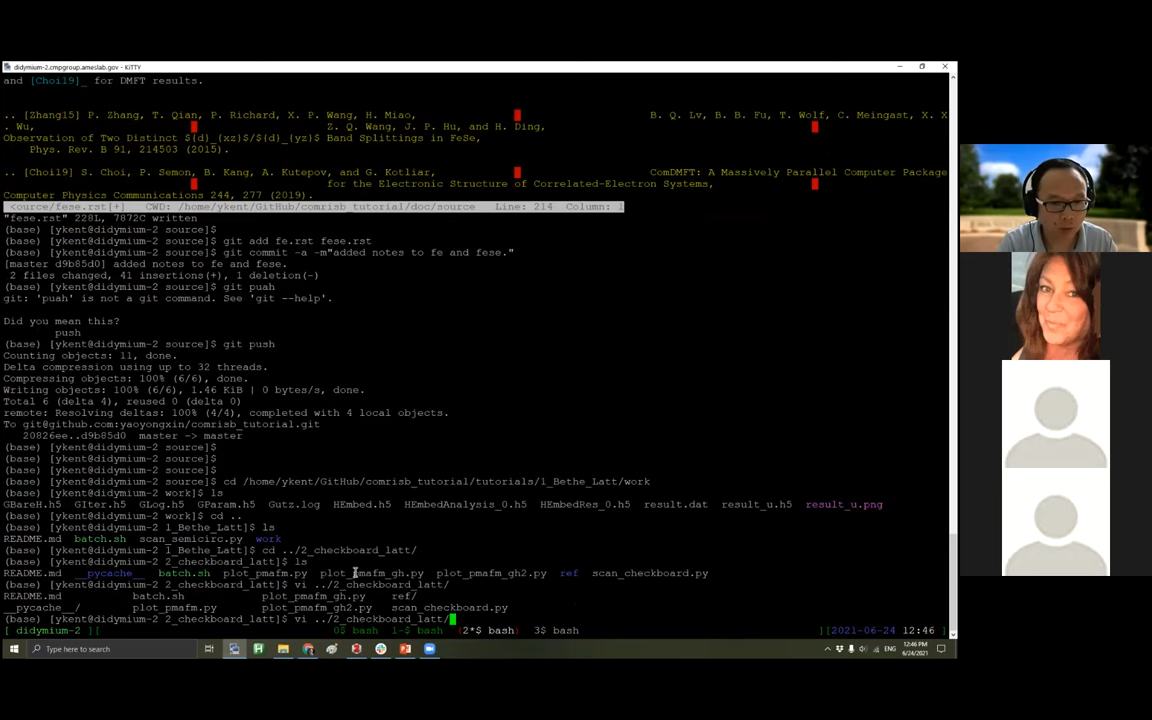 didymium-2.cmpgroup.ameslab.gov - KiTTY
and [Choi19]_ for DMFT results.
.. [Zhang15] P. Zhang, T. Qian, P. Richard, X. P. Wang, H. Miao, B. Q. Lv, B. B. Fu, T. Wolf, C. Meingast, X. X
. Wu, Z. Q. Wang, J. P. Hu, and H. Ding,
Observation of Two Distinct ${d}_{xz}$/${d}_{yz}$ Band Splittings in FeSe,
Phys. Rev. B 91, 214503 (2015).
.. [Choi19] S. Choi, P. Semon, B. Kang, A. Kutepov, and G. Kotliar, ComDMFT: A Massively Parallel Computer Package
for the Electronic Structure of Correlated-Electron Systems,
Computer Physics Communications 244, 277 (2019).
<ource/fese.rst[+] CWD: /home/ykent/GitHub/comrisb_tutorial/doc/source Line: 214 Column: 1
"fese.rst" 228L, 7872C written
(base) [ykent@didymium-2 source]$
(base) [ykent@didymium-2 source]$ git add fe.rst fese.rst
(base) [ykent@didymium-2 source]$ git commit -a -m"added notes to fe and fese."
[master d9b85d0] added notes to fe and fese.
2 files changed, 41 insertions(+), 1 deletion(-)
(base) [ykent@didymium-2 source]$ git puah
git: 'puah' is not a git command. See 'git --help'.
Did you mean this?
push
(base) [ykent@didymium-2 source]$ git push
Counting objects: 11, done.
Delta compression using up to 32 threads.
Compressing objects: 100% (6/6), done.
Writing objects: 100% (6/6), 1.46 KiB | 0 bytes/s, done.
Total 6 (delta 4), reused 0 (delta 0)
remote: Resolving deltas: 100% (4/4), completed with 4 local objects.
To git@github.com:yaoyongxin/comrisb_tutorial.git
20826ee..d9b85d0 master -> master
(base) [ykent@didymium-2 source]$
(base) [ykent@didymium-2 source]$
(base) [ykent@didymium-2 source]$
(base) [ykent@didymium-2 source]$ cd /home/ykent/GitHub/comrisb_tutorial/tutorials/1_Bethe_Latt/work
(base) [ykent@didymium-2 work]$ ls
GBareH.h5 GIter.h5 GLog.h5 GParam.h5 Gutz.log HEmbed.h5 HEmbedAnalysis_0.h5 HEmbedRes_0.h5 result.dat result_u.h5 result_u.png
(base) [ykent@didymium-2 work]$ cd ..
(base) [ykent@didymium-2 1_Bethe_Latt]$ ls
README.md batch.sh scan_semicirc.py work
(base) [ykent@didymium-2 1_Bethe_Latt]$ cd ../2_checkboard_latt/
(base) [ykent@didymium-2 2_checkboard_latt]$ ls
README.md __pycache__ batch.sh plot_pmafm.py plot_pmafm_gh.py plot_pmafm_gh2.py ref scan_checkboard.py
(base) [ykent@didymium-2 2_checkboard_latt]$ vi ../2_checkboard_latt/
README.md batch.sh plot_pmafm_gh.py ref/
__pycache__/ plot_pmafm.py plot_pmafm_gh2.py scan_checkboard.py
(base) [ykent@didymium-2 2_checkboard_latt]$ vi ../2_checkboard_latt/
[ didymium-2 ][ 0$ bash 1-$ bash (2*$ bash) 3$ bash ][2021-06-24 12:46 ]
Type here to search
ENG
12:46 PM
6/24/2021